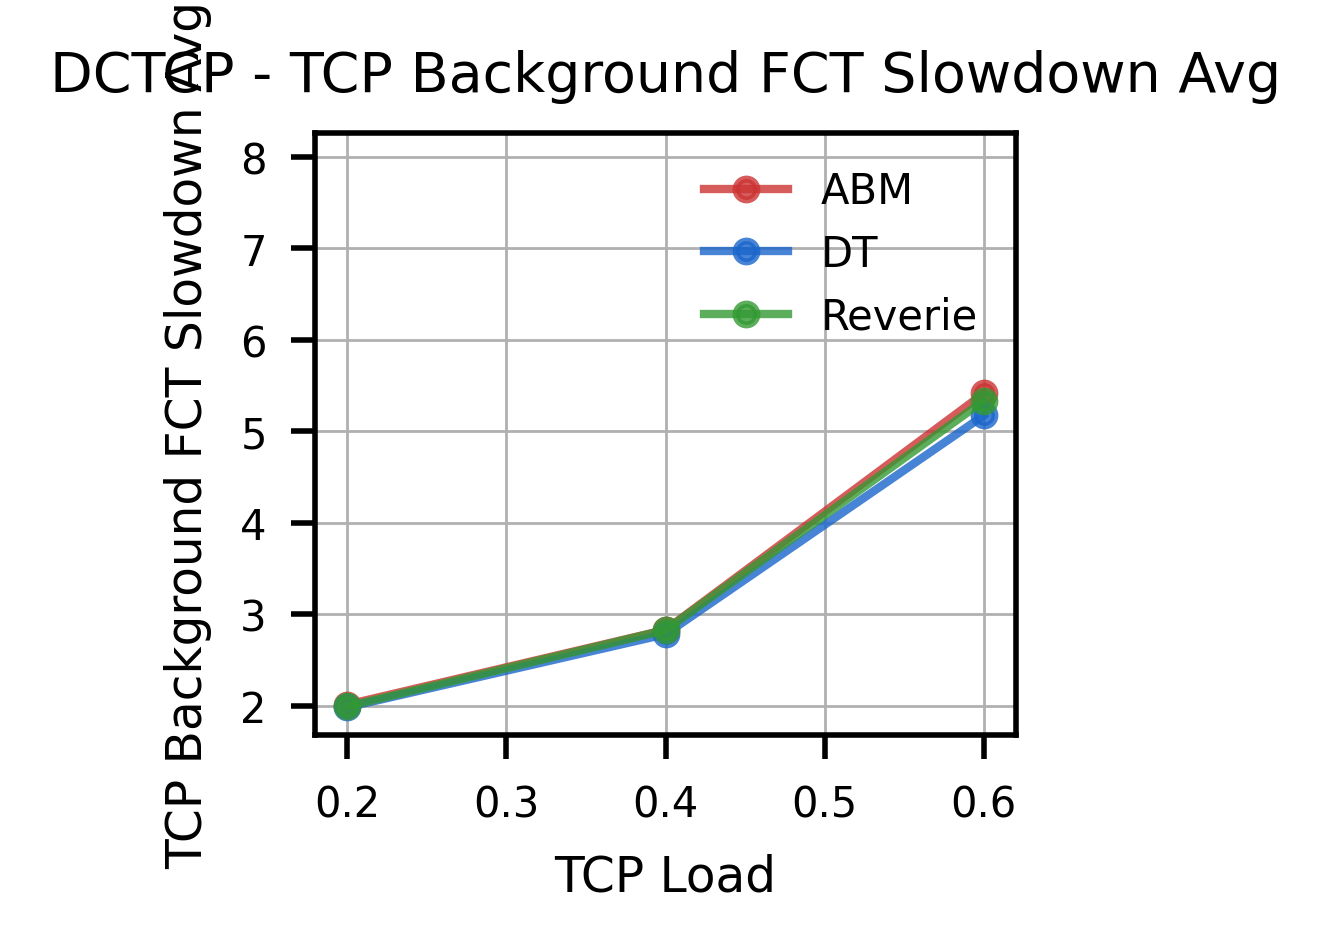 DCTCP - TCP Background FCT Slowdown Avg
TCP Background FCT Slowdown Avg
8
7
6
5
4
3
2
ABM
DT
Reverie
0.2 0.3 0.4 0.5 0.6
TCP Load